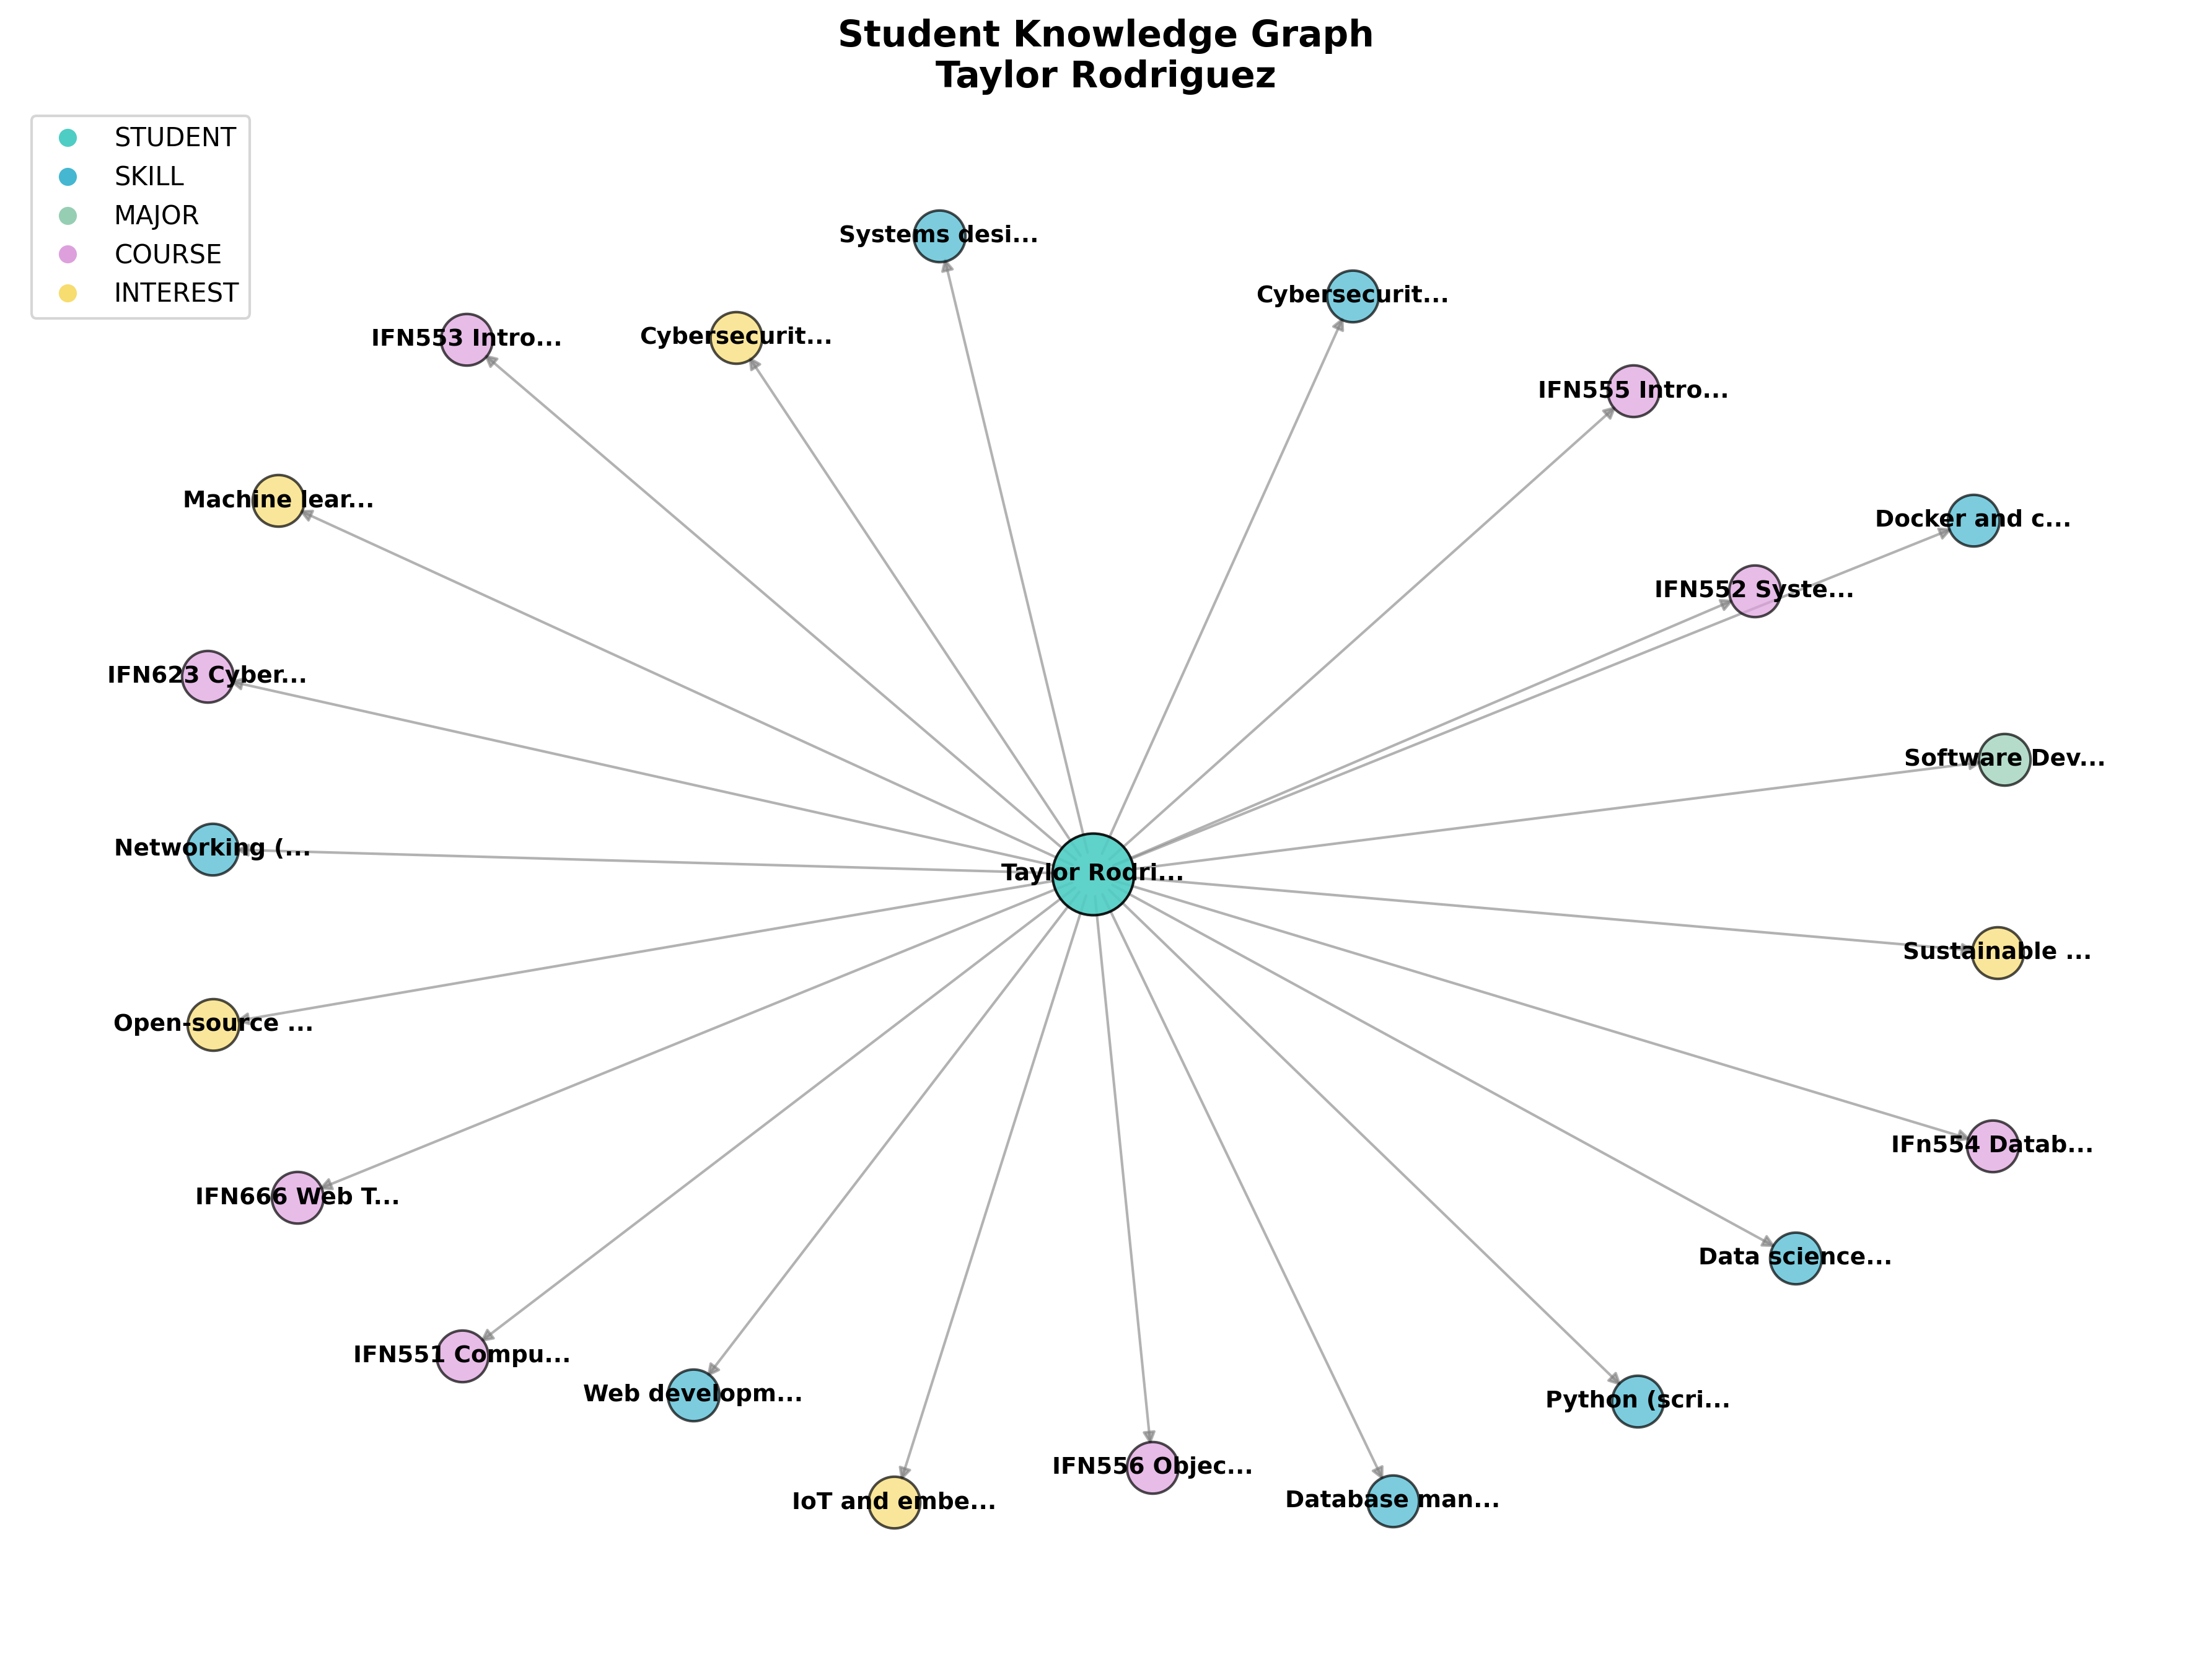 Student Knowledge Graph
Taylor Rodriguez
STUDENT
SKILL
MAJOR
COURSE
INTEREST
Systems desi...
Cybersecurit...
IFN553 Intro...
Cybersecurit...
IFN555 Intro...
Machine lear...
Docker and c...
IFN552 Syste...
IFN623 Cyber...
Software Dev...
Networking (...
Taylor Rodri...
Sustainable ...
Open-source ...
IFn554 Datab...
IFN666 Web T...
Data science...
IFN551 Compu...
Web developm...
Python (scri...
IFN556 Objec...
IoT and embe...
Database man...